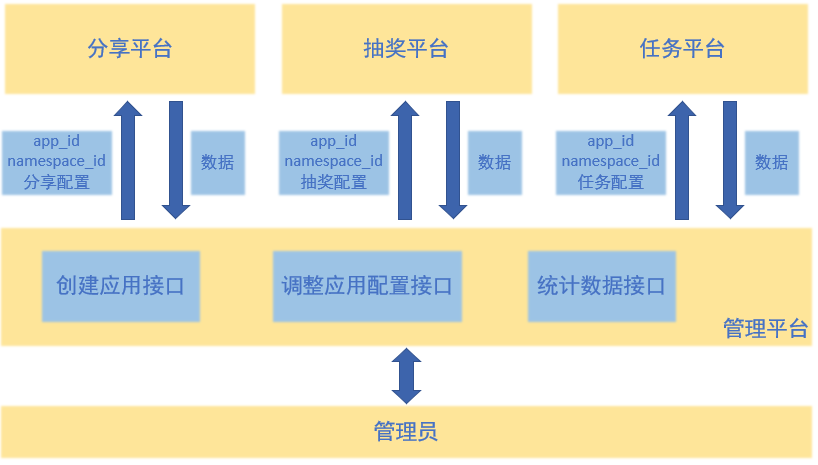 分享平台
抽奖平台
任务平台
app_id
namespace_id
分享配置
数据
app_id
namespace_id
抽奖配置
数据
app_id
namespace_id
任务配置
数据
创建应用接口
调整应用配置接口
统计数据接口
管理平台
管理员